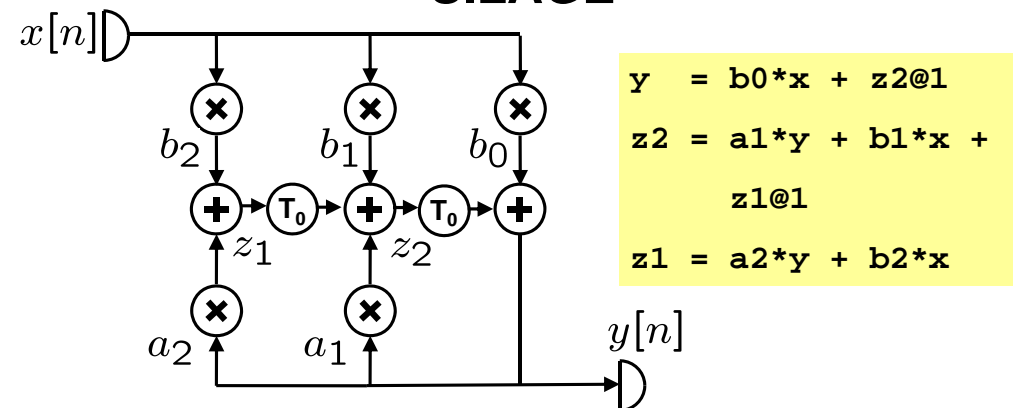 x[n]
b2
b1
b0
T0
T0
z1
z2
a2
a1
y[n]
y = b0*x + z2@1
z2 = a1*y + b1*x +
z1@1
z1 = a2*y + b2*x